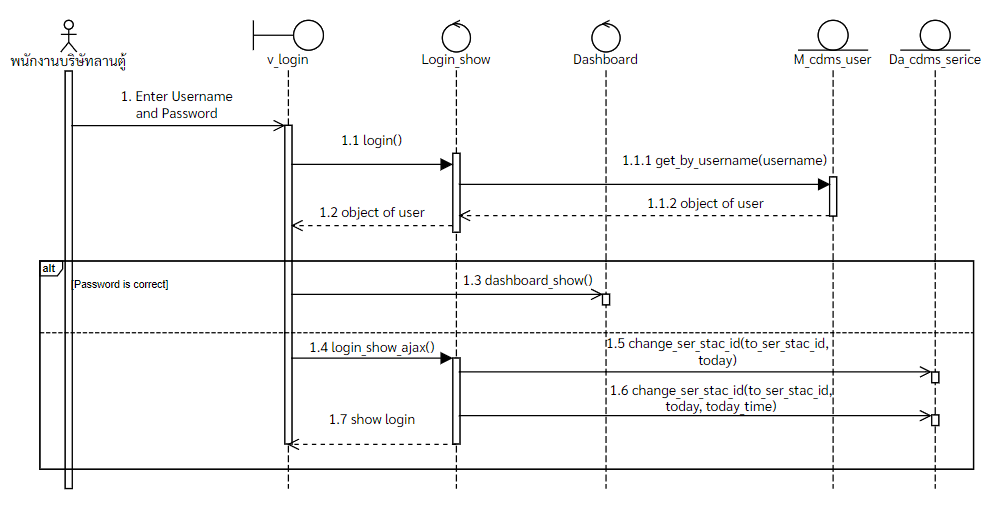 พนักงานบริษัทลานตู้
v_login
Login_show
Dashboard
M_cdms_user
Da_cdms_serice
1. Enter Username
and Password
1.1 login()
1.1.1 get_by_username(username)
1.1.2 object of user
1.2 object of user
alt
[Password is correct]
1.3 dashboard_show()
1.4 login_show_ajax()
1.5 change_ser_stac_id(to_ser_stac_id,
today)
1.6 change_ser_stac_id(to_ser_stac_id,
today, today_time)
1.7 show login